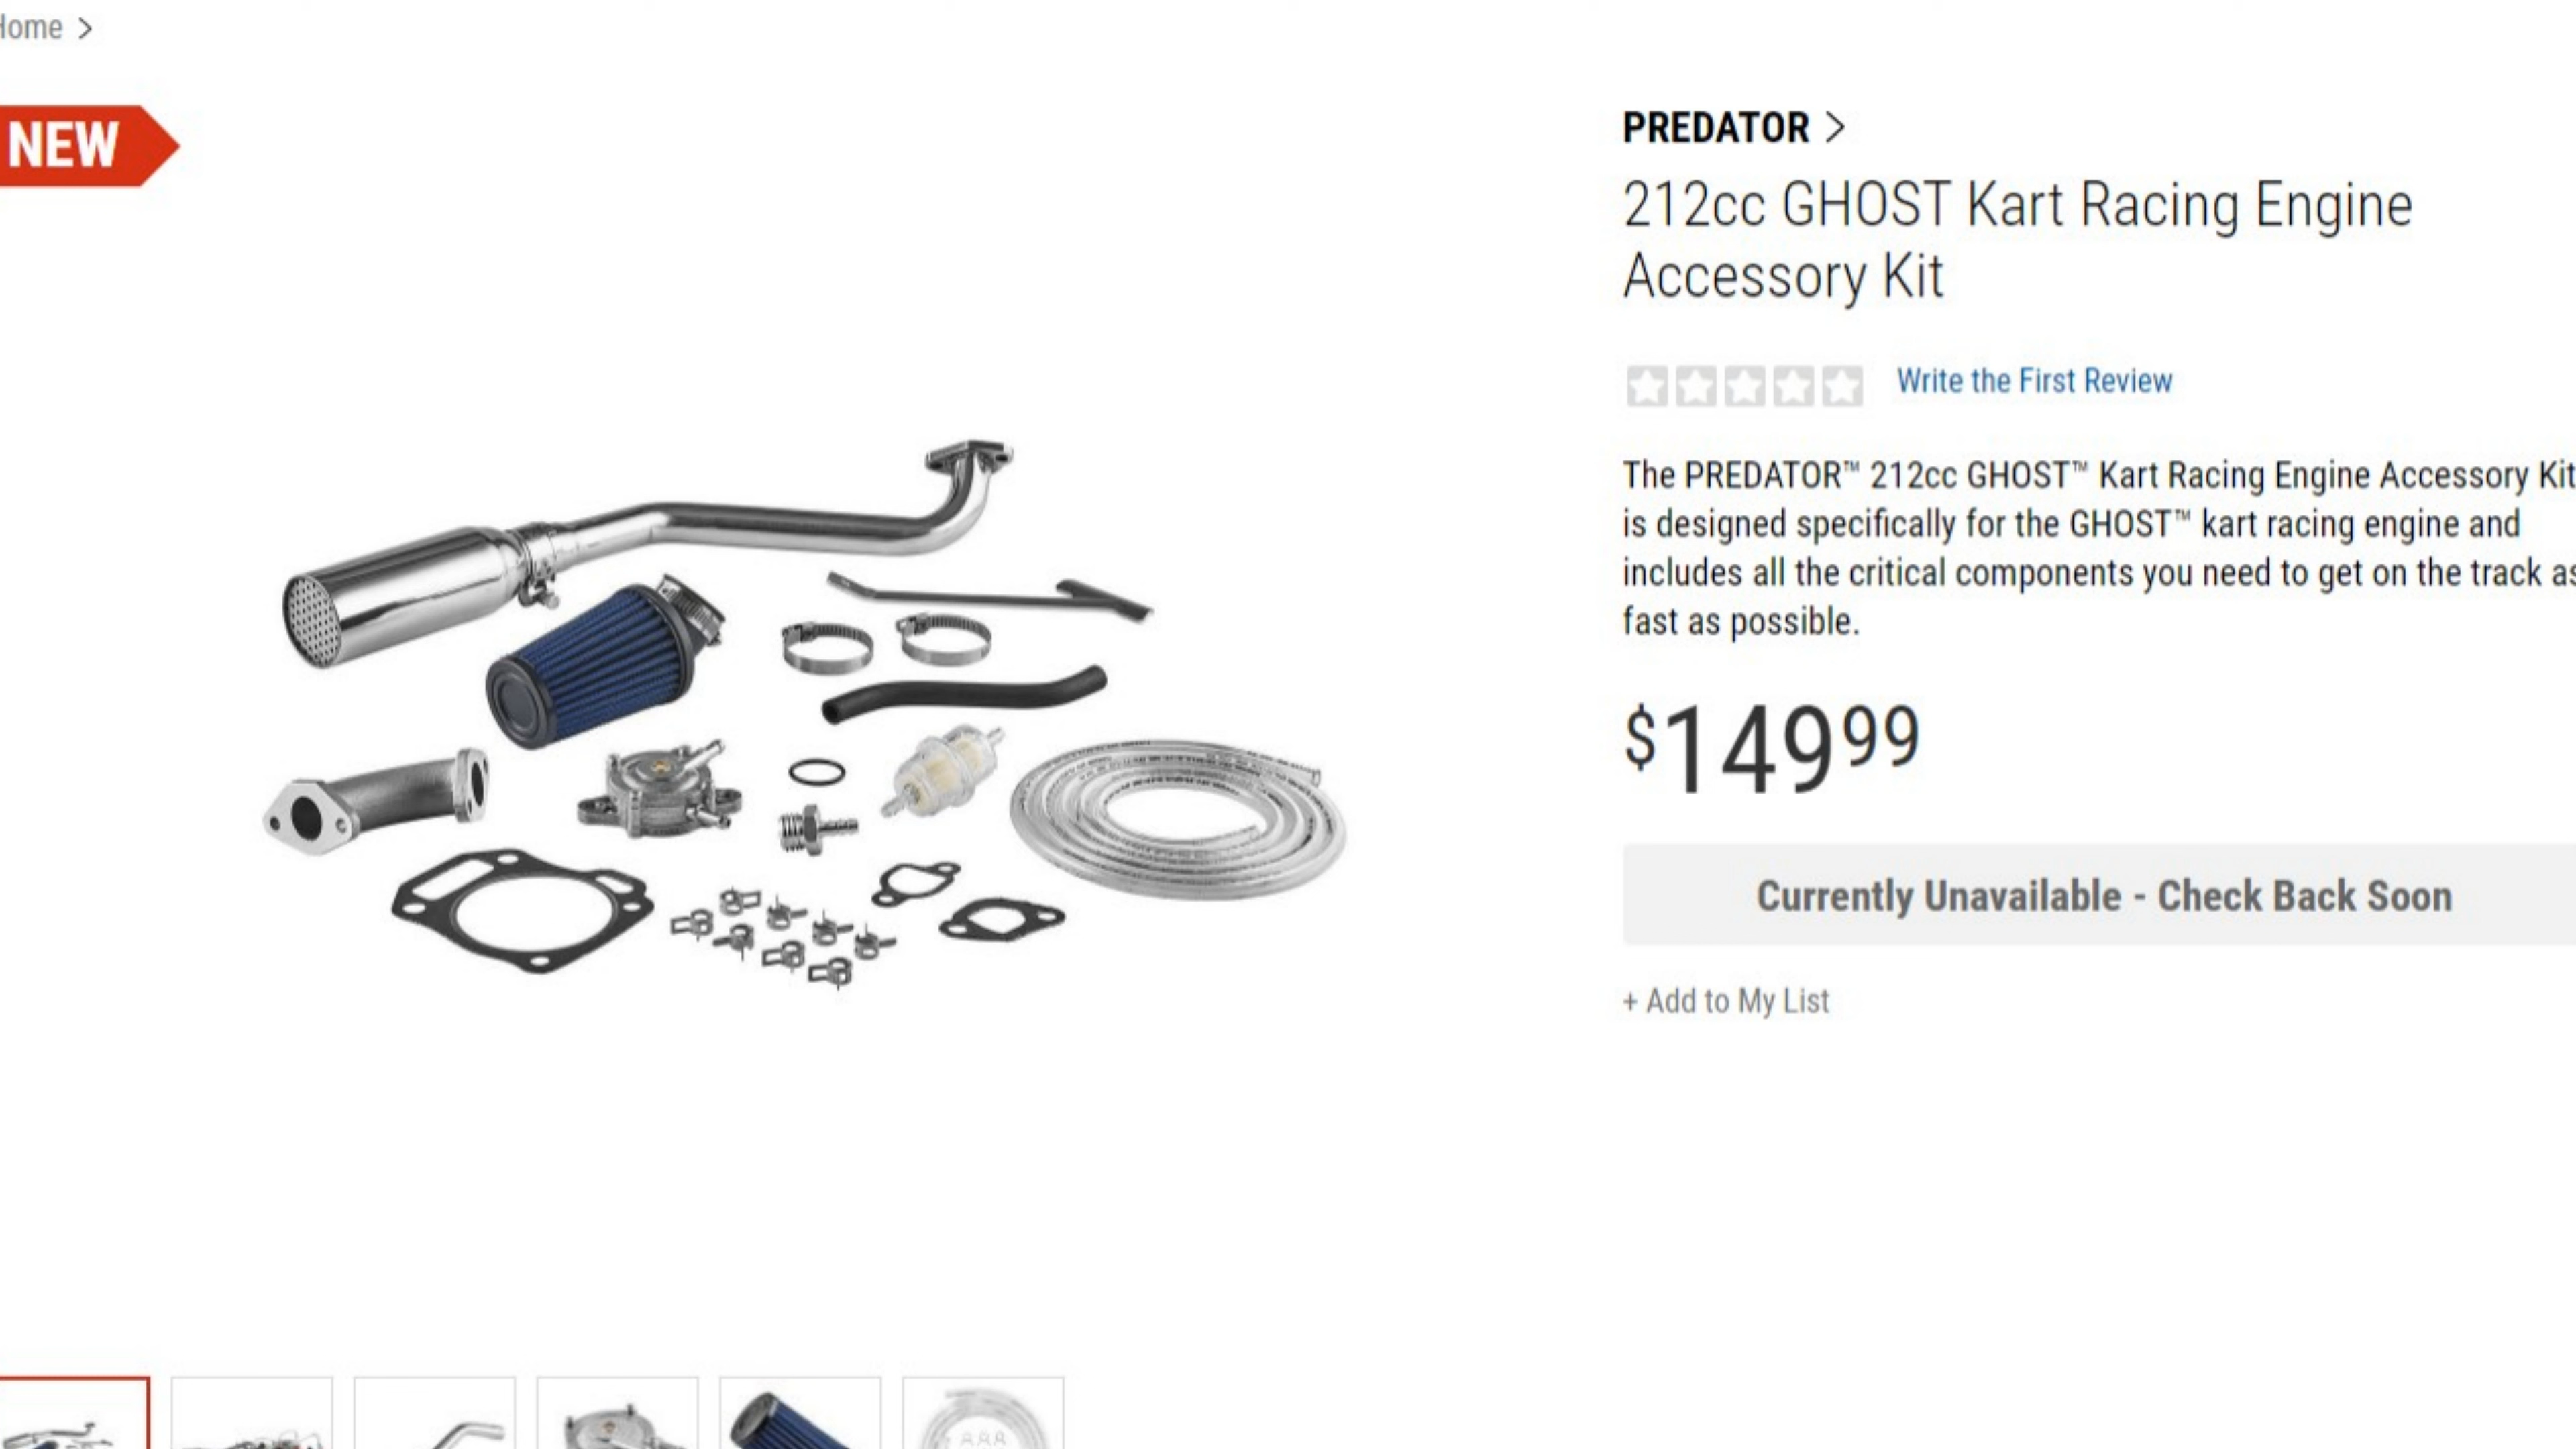 Home >
NEW
PREDATOR >
212cc GHOST Kart Racing Engine
Accessory Kit
Write the First Review
The PREDATOR™ 212cc GHOST™ Kart Racing Engine Accessory Kit
is designed specifically for the GHOST™ kart racing engine and
includes all the critical components you need to get on the track as
fast as possible.
$149 99
Currently Unavailable - Check Back Soon
+ Add to My List